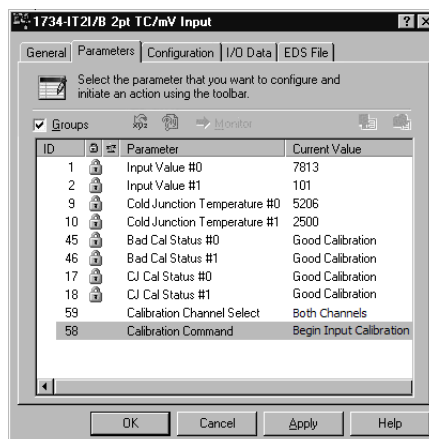 1734-IT2I/B 2pt TC/mV Input
General Parameters Configuration I/O Data EDS File
Select the parameter that you want to configure and
initiate an action using the toolbar.
Groups Monitor
ID Parameter Current Value
1 Input Value #0 7813
2 Input Value #1 101
9 Cold Junction Temperature #0 5206
10 Cold Junction Temperature #1 2500
45 Bad Cal Status #0 Good Calibration
46 Bad Cal Status #1 Good Calibration
17 CJ Cal Status #0 Good Calibration
18 CJ Cal Status #1 Good Calibration
59 Calibration Channel Select Both Channels
58 Calibration Command Begin Input Calibration
OK Cancel Apply Help